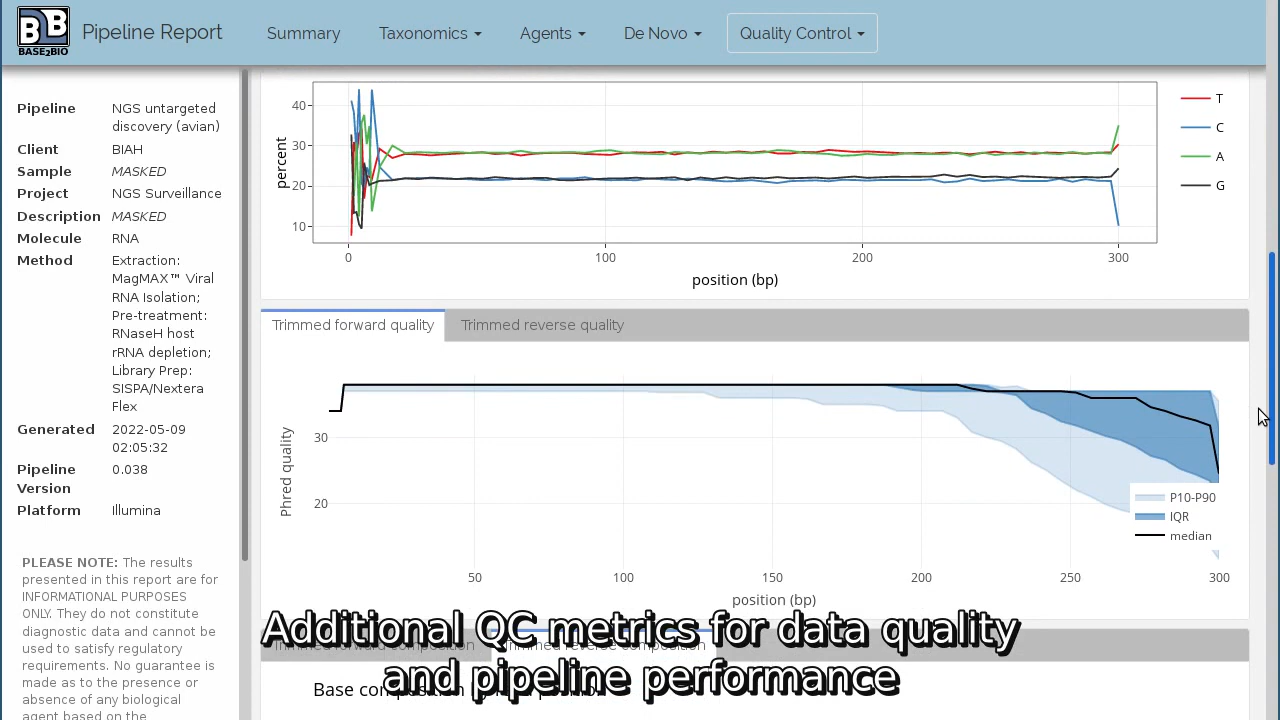 BB
BASE2BIO
Pipeline Report
Summary
Taxonomics
Agents
De Novo
Quality Control
Pipeline NGS untargeted
discovery (avian)
Client BIAH
Sample MASKED
Project NGS Surveillance
Description MASKED
Molecule RNA
Method Extraction:
MagMAX™ Viral
RNA Isolation;
Pre-treatment:
RNaseH host
rRNA depletion;
Library Prep:
SISPA/Nextera
Flex
Generated 2022-05-09
02:05:32
Pipeline 0.038
Version
Platform Illumina
PLEASE NOTE: The results
presented in this report are for
INFORMATIONAL PURPOSES
ONLY. They do not constitute
diagnostic data and cannot be
used to satisfy regulatory
requirements. No guarantee is
made as to the presence or
absence of any biological
agent based on the
percent
40
30
20
10
0 100 200 300
position (bp)
T
C
A
G
Trimmed forward quality
Trimmed reverse quality
Phred quality
30
20
P10-P90
IQR
median
50 100 150 200 250 300
position (bp)
Trimmed forward composition
Trimmed reverse composition
Additional QC metrics for data quality
and pipeline performance